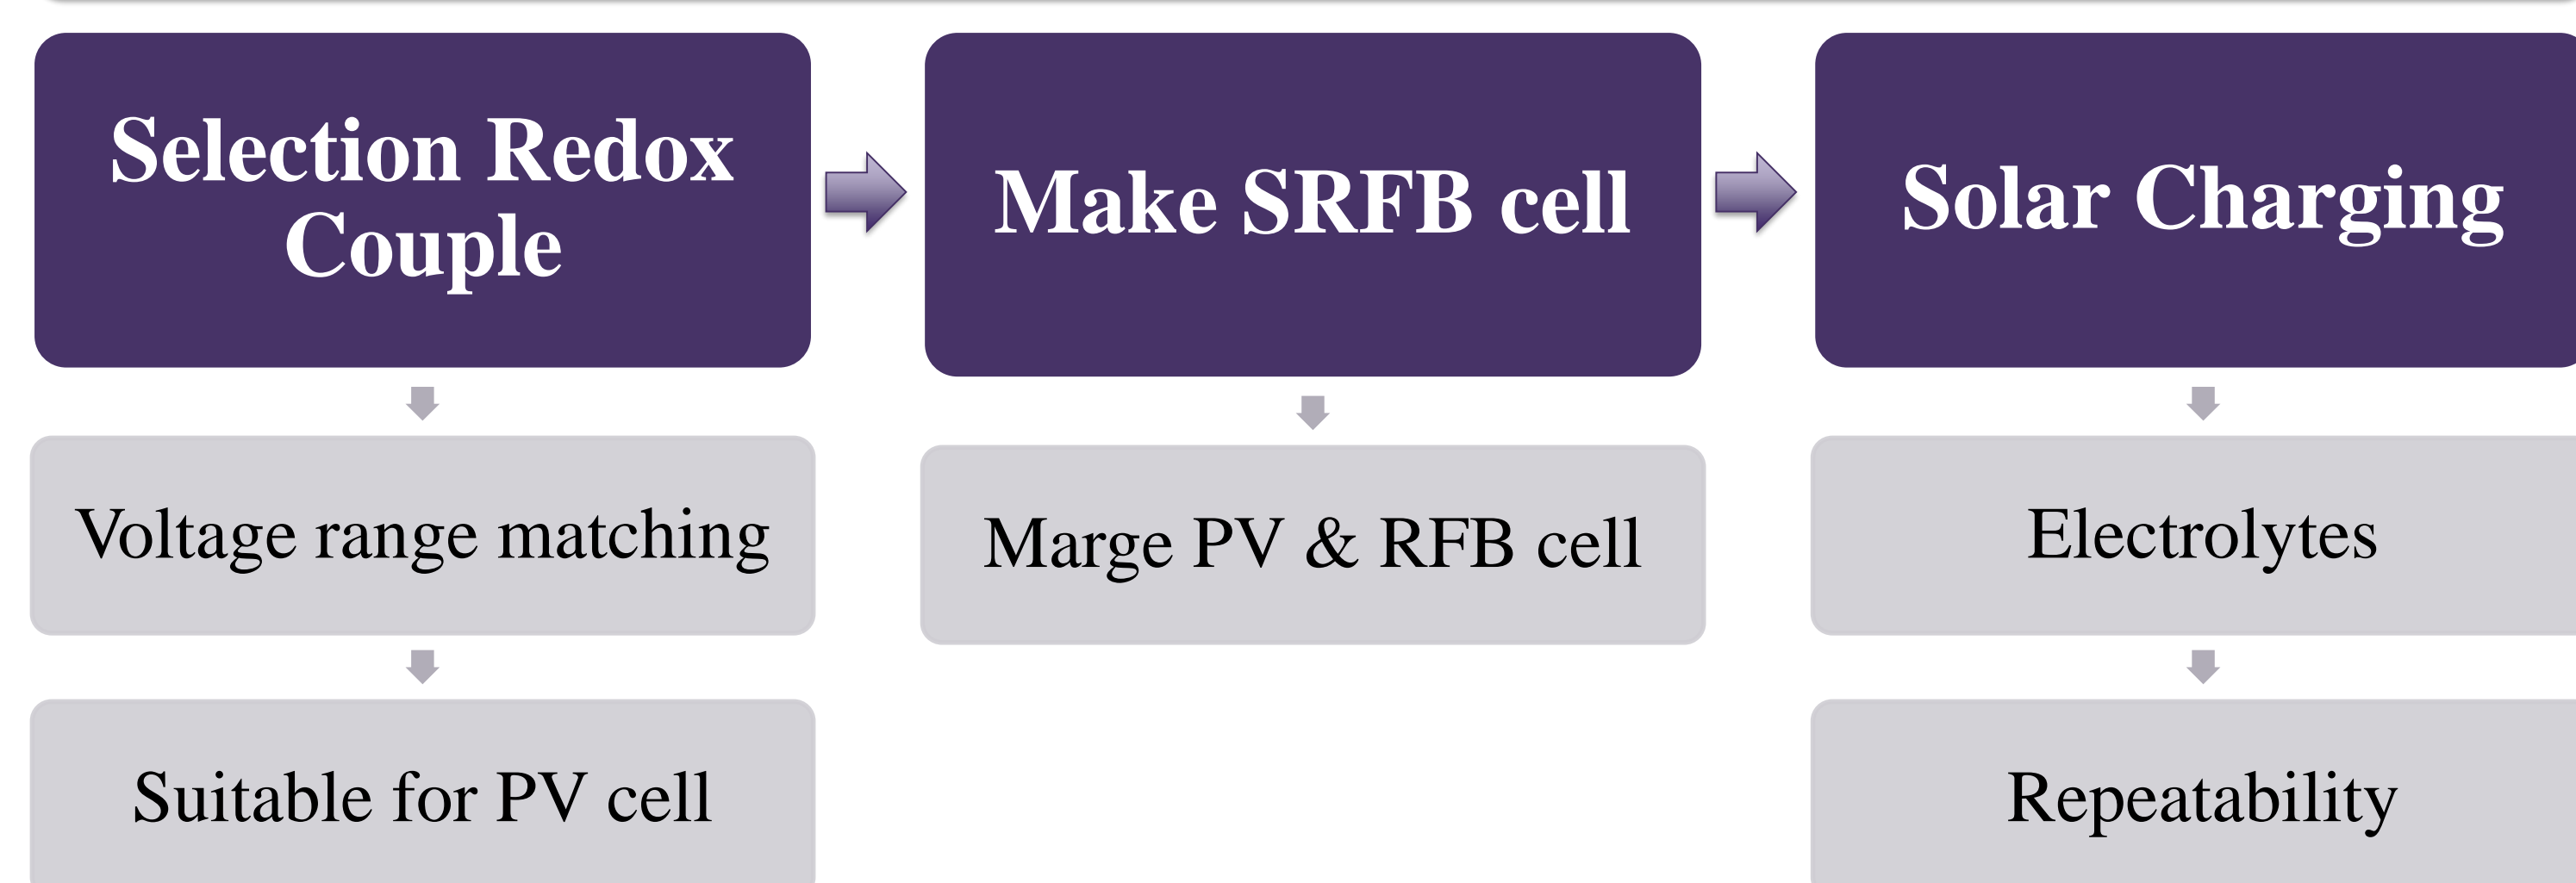 Selection Redox
Couple
Voltage range matching
Suitable for PV cell
Make SRFB cell
Marge PV & RFB cell
Solar Charging
Electrolytes
Repeatability